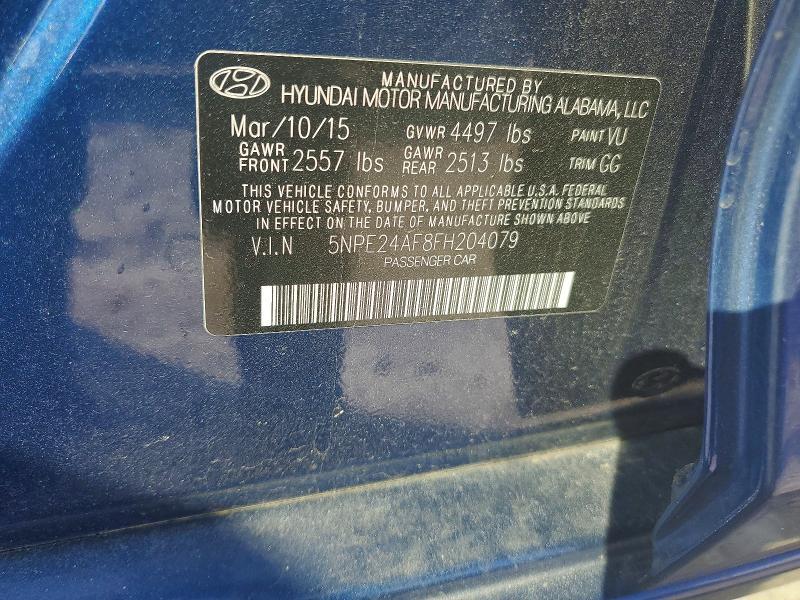 MANUFACTURED BY
HYUNDAI MOTOR MANUFACTURING ALABAMA, LLC
Mar/10/15 GVWR 4497 lbs PAINT VU
GAWR FRONT 2557 lbs GAWR REAR 2513 lbs TRIM GG
THIS VEHICLE CONFORMS TO ALL APPLICABLE U.S.A. FEDERAL
MOTOR VEHICLE SAFETY, BUMPER, AND THEFT PREVENTION STANDARDS
IN EFFECT ON THE DATE OF MANUFACTURE SHOWN ABOVE
V.I.N 5NPE24AF8FH204079
PASSENGER CAR